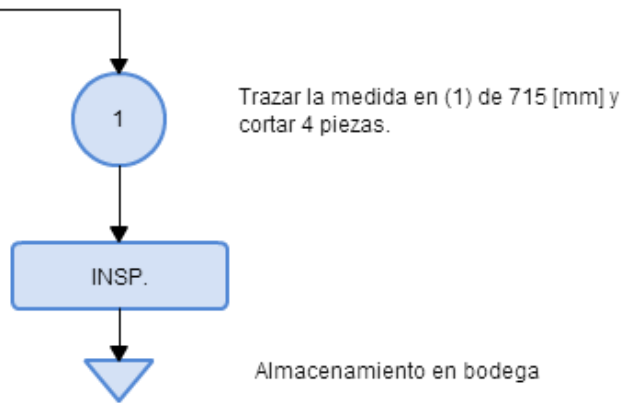 1
Trazar la medida en (1) de 715 [mm] y
cortar 4 piezas.
INSP.
Almacenamiento en bodega